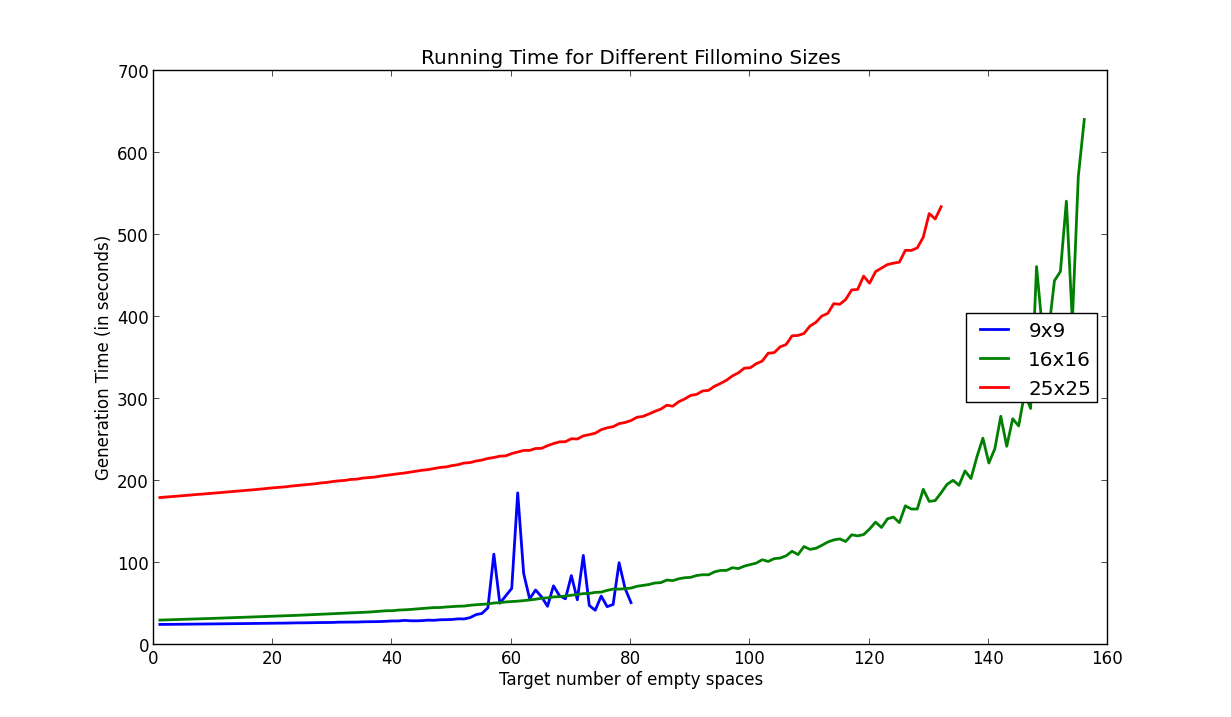 Running Time for Different Fillomino Sizes
700
600
500
400
300
200
100
0
Generation Time (in seconds)
9x9
16x16
25x25
0 20 40 60 80 100 120 140 160
Target number of empty spaces